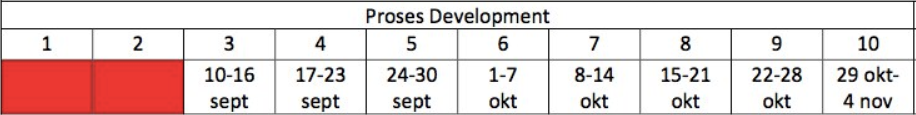 Proses Development
1 2 3 4 5 6 7 8 9 10
10-16 17-23 24-30 1-7 8-14 15-21 22-28 29 okt-
sept sept sept okt okt okt okt 4 nov